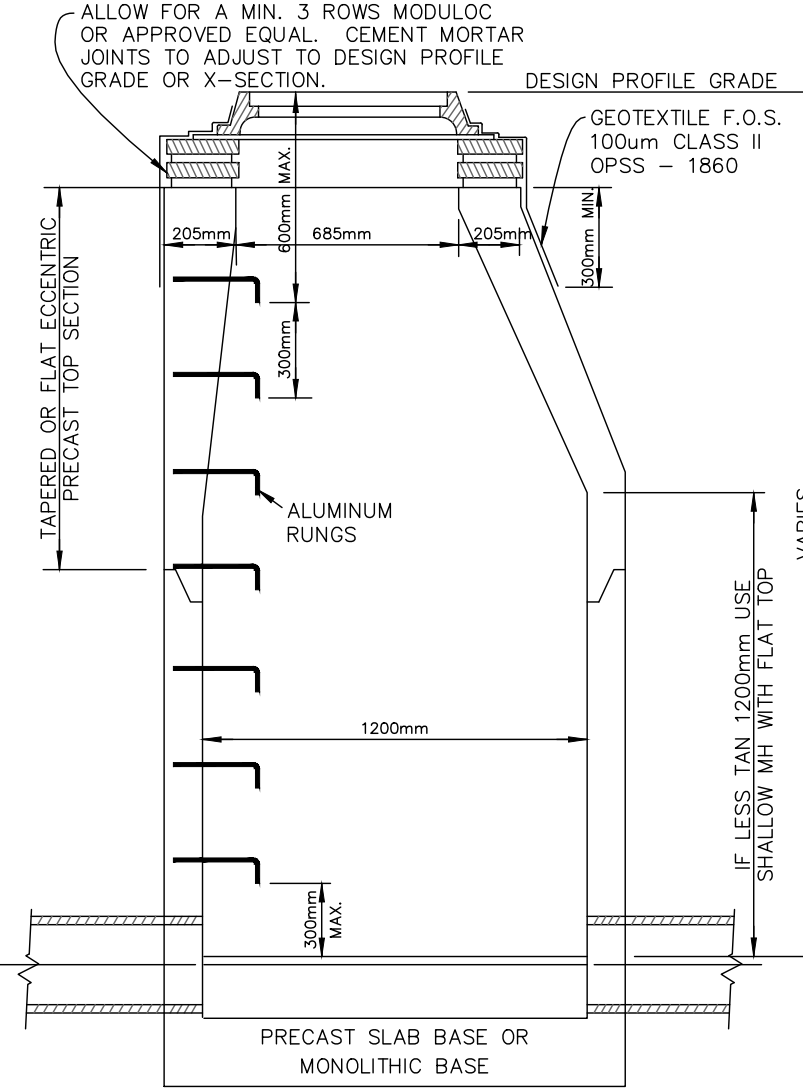 ALLOW FOR A MIN. 3 ROWS MODULOC
OR APPROVED EQUAL. CEMENT MORTAR
JOINTS TO ADJUST TO DESIGN PROFILE
GRADE OR X-SECTION.
DESIGN PROFILE GRADE
GEOTEXTILE F.O.S.
100um CLASS II
OPSS - 1860
600mm MAX.
205mm
685mm
205mm
300mm MIN.
TAPERED OR FLAT ECCENTRIC
PRECAST TOP SECTION
300mm
ALUMINUM
RUNGS
VARIES
1200mm
IF LESS TAN 1200mm USE
SHALLOW MH WITH FLAT TOP
300mm
MAX.
PRECAST SLAB BASE OR
MONOLITHIC BASE